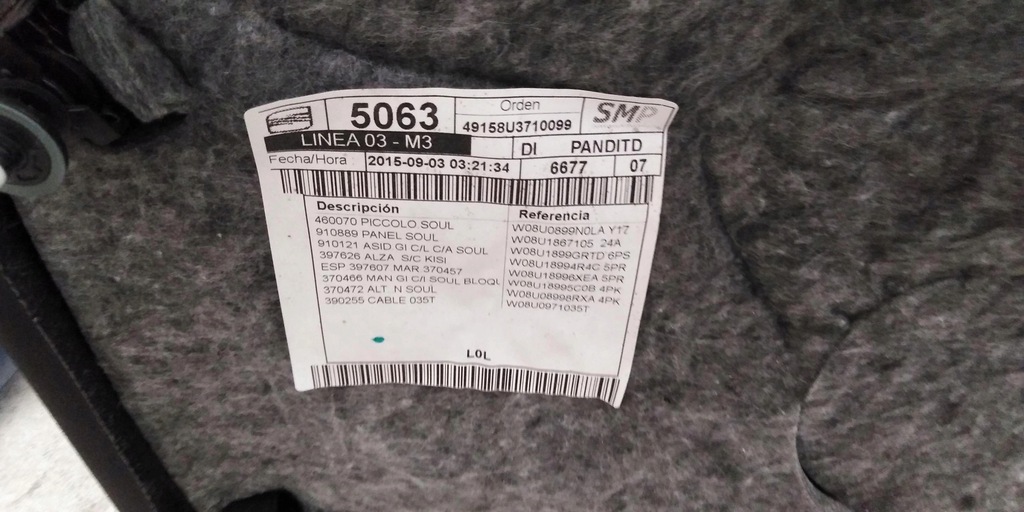 5063
Orden
49158U3710099
SMP
LINEA 03 - M3
DI PANDITD
Fecha/Hora 2015-09-03 03:21:34 6677 07
Descripción Referencia
460070 PICCOLO SOUL W08U0899N0LA Y1Z
910889 PANEL SOUL W08U1867105 24A
910121 ASID GI C/L C/A SOUL W08U1899GRTD 6PS
397626 ALZA S/C KISI W08U18994R4C 5PR
ESP 397607 MAR.370457 W08U18996XEA 5PR
370466 MAN GI C/I SOUL BLOQU W08U18995C0B 4PK
370472 ALT N SOUL W08U08998RXA 4PK
390255 CABLE 035T W08U0971035T
L0L